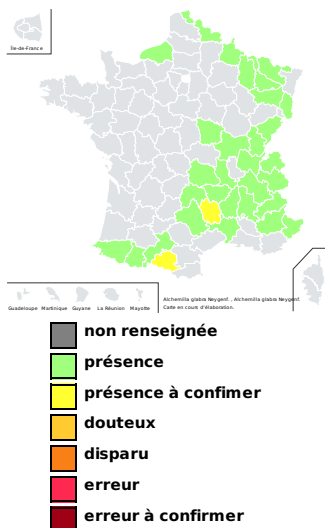 Île-de-France
Guadeloupe Martinique Guyane La Réunion Mayotte
Alchemilla glabra Neygenf. , Alchemilla glabra Neygenf.
Carte en cours d'élaboration.
non renseignée
présence
présence à confimer
douteux
disparu
erreur
erreur à confirmer